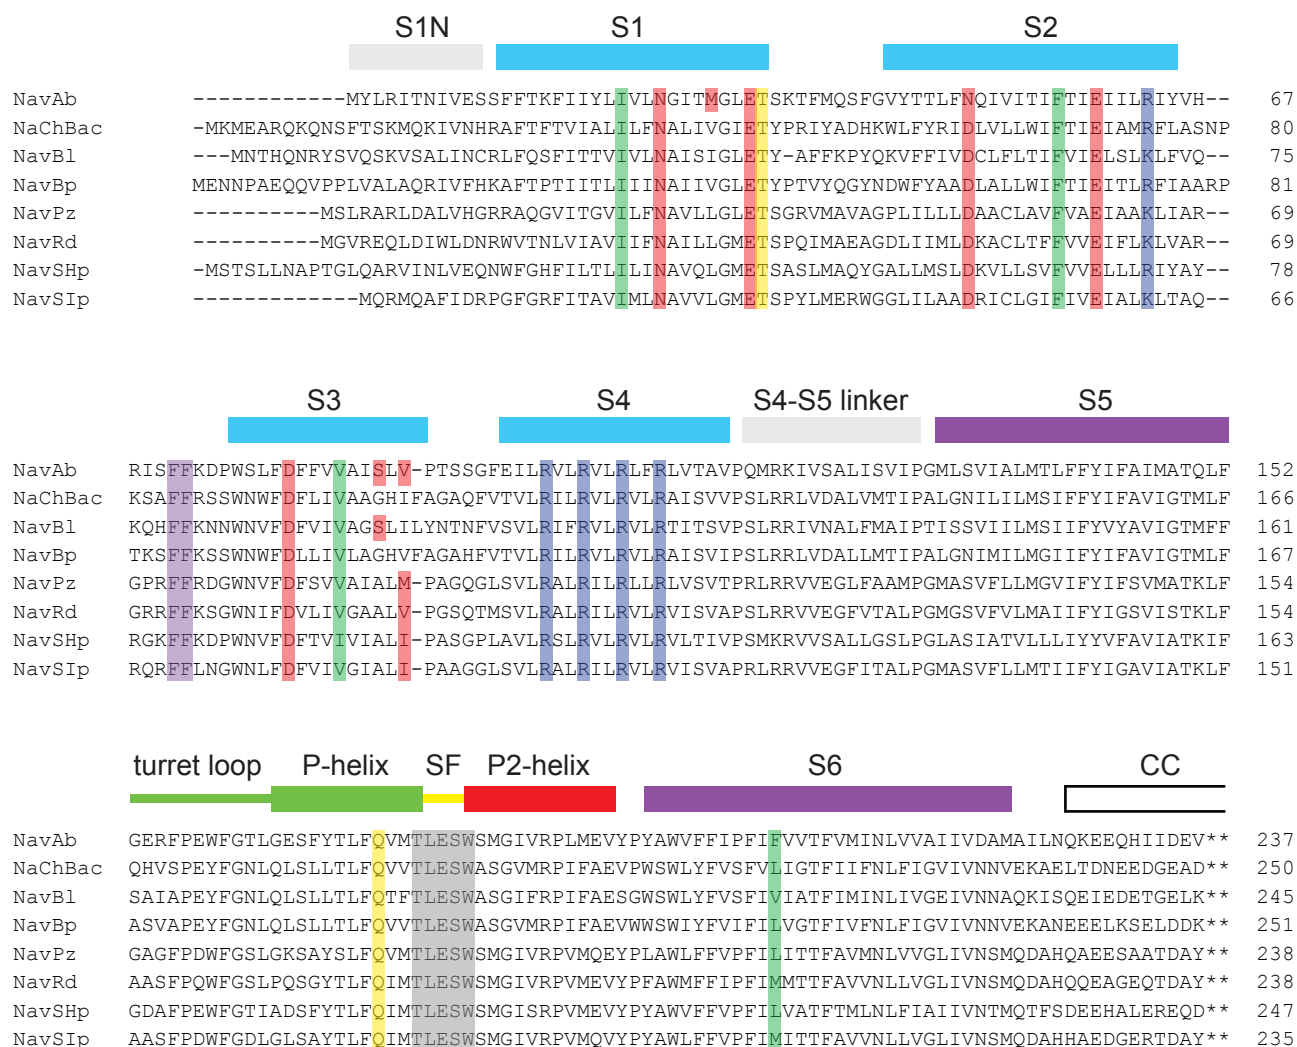 S1N S1 S2
NavAb ------------MYLRITNIVESSFFTKFIIYLIVLNGITMGLETSKTFMQSFGVYTTLFNQIVITIFTIEIILRIYVH-- 67
NaChBac -MKMEARQKQNSFTSKMQKIVNHRAFTFTVIALILFNALIVGIETYPRIYADHKWLFYRIDLVLLWIFTIEIAMRFLASNP 80
NavBl ---MNTHQNRYSVQSKVSALINCRLFQSFITTVIVLNAISIGLETY-AFFKPYQKVFFIVDCLFLTIFVIELSLKLFVQ-- 75
NavBp MENNPAEQQVPPLVALAQRIVFHKAFTPTIITLIIINAIIVGLETYPTVYQGYNDWFYAADLALLWIFTIEITLRFIAARP 81
NavPz ----------MSLRARLDALVHGRRAQGVITGVILFNAVLLGLETSGRVMAVAGPLILLLDAACLAVFVAEIAAKLIAR-- 69
NavRd ----------MGVREQLDIWLDNRWVTNLVIAVIIFNAILLGMETSPQIMAEAGDLIIMLDKACLTFFVVEIFLKLVAR-- 69
NavSHp -MSTSLLNAPTGLQARVINLVEQNWFGHFILTLILINAVQLGMETSASLMAQYGALLMSLDKVLLSVFVVELLLRIYAY-- 78
NavSIp -------------MQRMQAFIDRPGFGRFITAVIMLNAVVLGMETSPYLMERWGGLILAADRICLGIFIVEIALKLTAQ-- 66
S3 S4 S4-S5 linker S5
NavAb RISFFKDPWSLFDFFVVAISLV-PTSSGFEILRVLRVLRLFRLVTAVPQMRKIVSALISVIPGMLSVIALMTLFFYIFAIMATQLF 152
NaChBac KSAFFRSSWNWFDFLIVAAGHIFAGAQFVTVLRILRVLRVLRAISVVPSLRRLVDALVMTIPALGNILILMSIFFYIFAVIGTMLF 166
NavBl KQHFFKNNWNVFDFVIVAGSLILYNTNFVSVLRIFRVLRVLRTITSVPSLRRIVNALFMAIPTISSVIILMSIIFYVYAVIGTMFF 161
NavBp TKSFFKSSWNWFDLLIVLAGHVFAGAHFVTVLRILRVLRVLRAISVIPSLRRLVDALLMTIPALGNIMILMGIIFYIFAVIGTMLF 167
NavPz GPRFFRDGWNVFDFSVVAIALM-PAGQGLSVLRALRILRLLRLVSVTPRLRRVVEGLFAAMPGMASVFLLMGVIFYIFSVMATKLF 154
NavRd GRRFFKSGWNIFDVLIVGAALV-PGSQTMSVLRALRILRVLRVISVAPSLRRVVEGFVTALPGMGSVFVLMAIIFYIGSVISTKLF 154
NavSHp RGKFFKDPWNVFDFTVIVIALI-PASGPLAVLRSLRVLRVLRVLTIVPSMKRVVSALLGSLPGLASIATVLLLIYYVFAVIATKIF 163
NavSIp RQRFFLNGWNLFDFVIVGIALI-PAAGGLSVLRALRILRVLRVISVAPRLRRVVEGFITALPGMASVFLLMTIIFYIGAVIATKLF 151
turret loop P-helix SF P2-helix S6 CC
NavAb GERFPEWFGTLGESFYTLFQVMTLESWSMGIVRPLMEVYPYAWVFFIPFIFVVTFVMINLVVAIIVDAMAILNQKEEQHIIDEV** 237
NaChBac QHVSPEYFGNLQLSLLTLFQVVTLESWASGVMRPIFAEVPWSWLYFVSFVLIGTFIIFNLFIGVIVNNVEKAELTDNEEDGEAD** 250
NavBl SAIAPEYFGNLQLSLLTLFQTFTLESWASGIFRPIFAESGWSWLYFVSFIVIATFIMINLIVGEIVNNAQKISQEIEDETGELK** 245
NavBp ASVAPEYFGNLQLSLLTLFQVVTLESWASGVMRPIFAEVWWSWIYFVIFILVGTFIVFNLFIGVIVNNVEKANEEELKSELDDK** 251
NavPz GAGFPDWFGSLGKSAYSLFQVMTLESWSMGIVRPVMQEYPLAWLFFVPFILITTFAVMNLVVGLIVNSMQDAHQAEESAATDAY** 238
NavRd AASFPQWFGSLPQSGYTLFQIMTLESWSMGIVRPVMEVYPFAWMFFIPFIMMTTFAVVNLLVGLIVNSMQDAHQQEAGEQTDAY** 238
NavSHp GDAFPEWFGTIADSFYTLFQIMTLESWSMGISRPVMEVYPYAWVFFVPFILVATFTMLNLFIAIIVNTMQTFSDEEHALEREQD** 247
NavSIp AASFPDWFGDLGLSAYTLFQIMTLESWSMGIVRPVMQVYPYAWLFFVPFIMITTFAVVNLLVGLIVNSMQDAHHAEDGERTDAY** 235